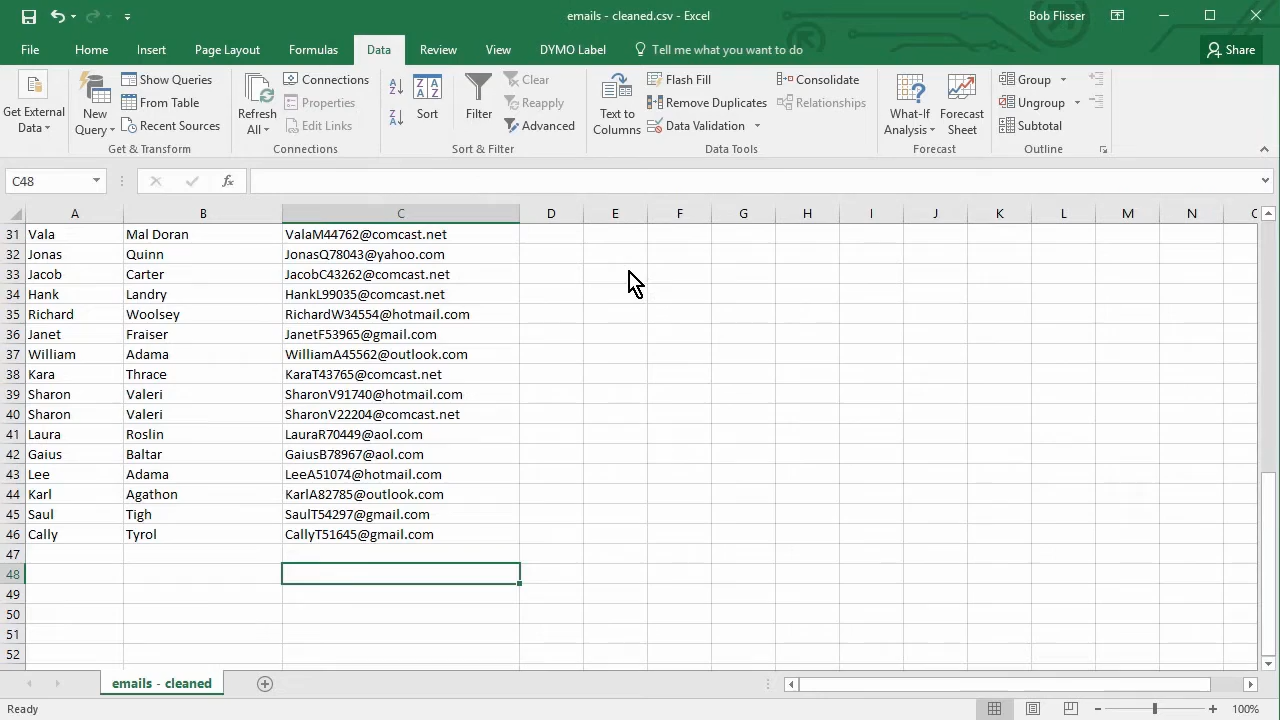 emails - cleaned.csv - Excel
Bob Flisser
File Home Insert Page Layout Formulas Data Review View DYMO Label Tell me what you want to do Share
Get External Data
New Query
Show Queries
From Table
Recent Sources
Get & Transform
Refresh All
Connections
Properties
Edit Links
Connections
Sort
Filter
Clear
Reapply
Advanced
Sort & Filter
Text to Columns
Flash Fill
Remove Duplicates
Data Validation
Consolidate
Relationships
Data Tools
What-If Analysis
Forecast Sheet
Forecast
Group
Ungroup
Subtotal
Outline
C48 fx
A B C D E F G H I J K L M N
31 Vala Mal Doran ValaM44762@comcast.net
32 Jonas Quinn JonasQ78043@yahoo.com
33 Jacob Carter JacobC43262@comcast.net
34 Hank Landry HankL99035@comcast.net
35 Richard Woolsey RichardW34554@hotmail.com
36 Janet Fraiser JanetF53965@gmail.com
37 William Adama WilliamA45562@outlook.com
38 Kara Thrace KaraT43765@comcast.net
39 Sharon Valeri SharonV91740@hotmail.com
40 Sharon Valeri SharonV22204@comcast.net
41 Laura Roslin LauraR70449@aol.com
42 Gaius Baltar GaiusB78967@aol.com
43 Lee Adama LeeA51074@hotmail.com
44 Karl Agathon KarlA82785@outlook.com
45 Saul Tigh SaulT54297@gmail.com
46 Cally Tyrol CallyT51645@gmail.com
47
48
49
50
51
52
emails - cleaned
Ready
100%